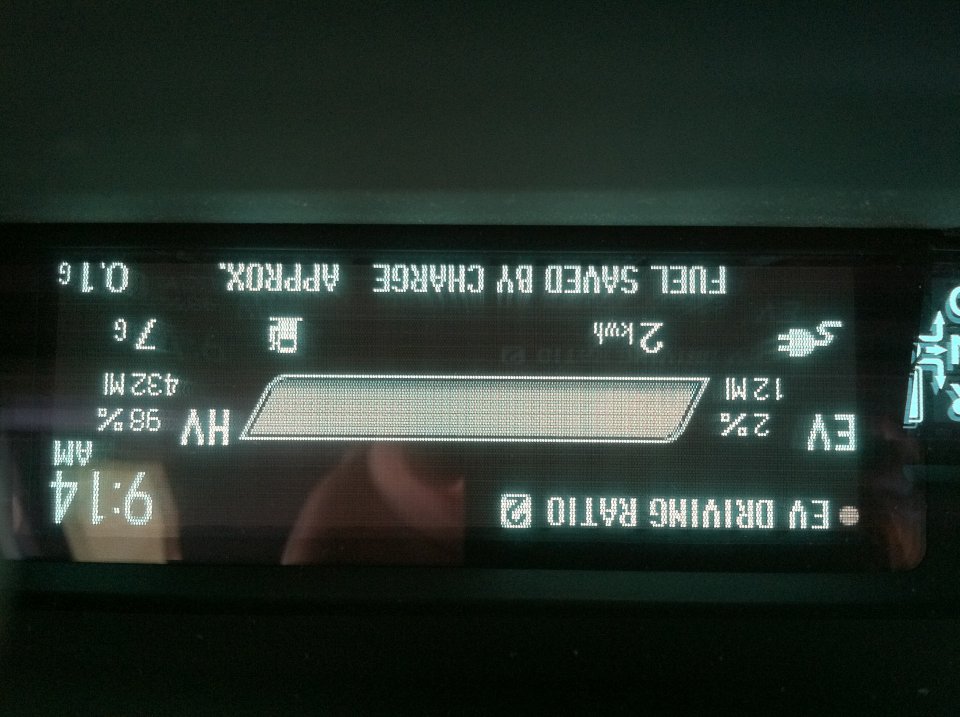 EV DRIVING RATIO 2
9:14 AM
EV 2% HV 98%
12 MI 432 MI
2 kwh 7 G
FUEL SAVED BY CHARGE APPROX. 0.1 G